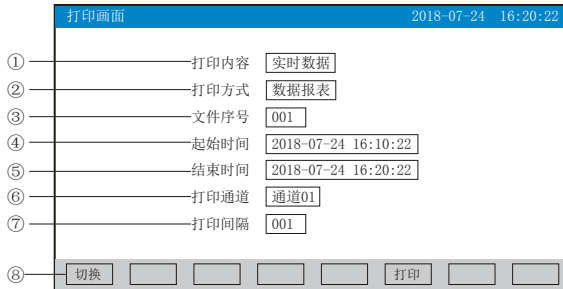 打印画面 2018-07-24 16:20:22
① 打印内容 实时数据
② 打印方式 数据报表
③ 文件序号 001
④ 起始时间 2018-07-24 16:10:22
⑤ 结束时间 2018-07-24 16:20:22
⑥ 打印通道 通道01
⑦ 打印间隔 001
⑧ 切换 打印